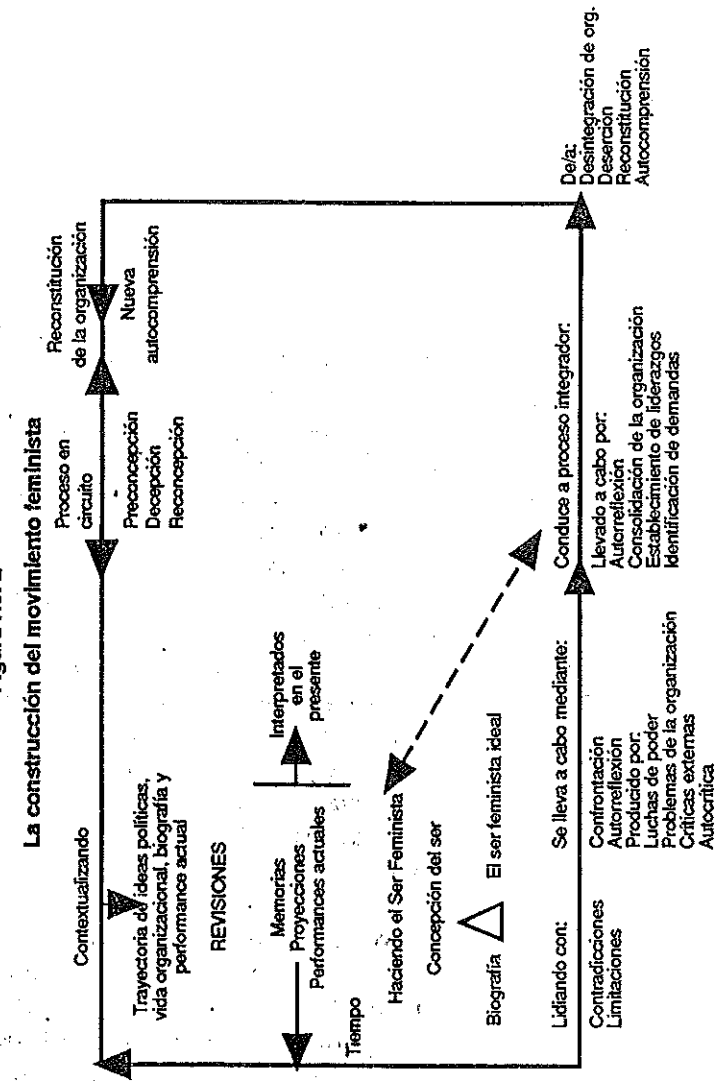 La construcción del movimiento feminista
Contextualizando
Trayectoria de ideas políticas,
vida organizacional, biografía y
performance actual
REVISIONES
Proceso en
circuito
Preconcepción
Decepción
Reconcepción
Reconstitución
de la organización
Nueva
autocomprensión
Memorias
Proyecciones
Performances actuales
Interpretados
en el
presente
Tiempo
Haciendo el Ser Feminista
Concepción del ser
Biografía
El ser feminista ideal
Lidiando con:
Contradicciones
Limitaciones
Se lleva a cabo mediante:
Confrontación
Autorreflexión
Producido por:
Luchas de poder
Problemas de la organización
Críticas externas
Autocrítica
Conduce a proceso integrador:
Llevado a cabo por:
Autorreflexión
Consolidación de la organización
Establecimiento de liderazgos
Identificación de demandas
De/a:
Desintegración de org.
Deserción
Reconstitución
Autocomprensión